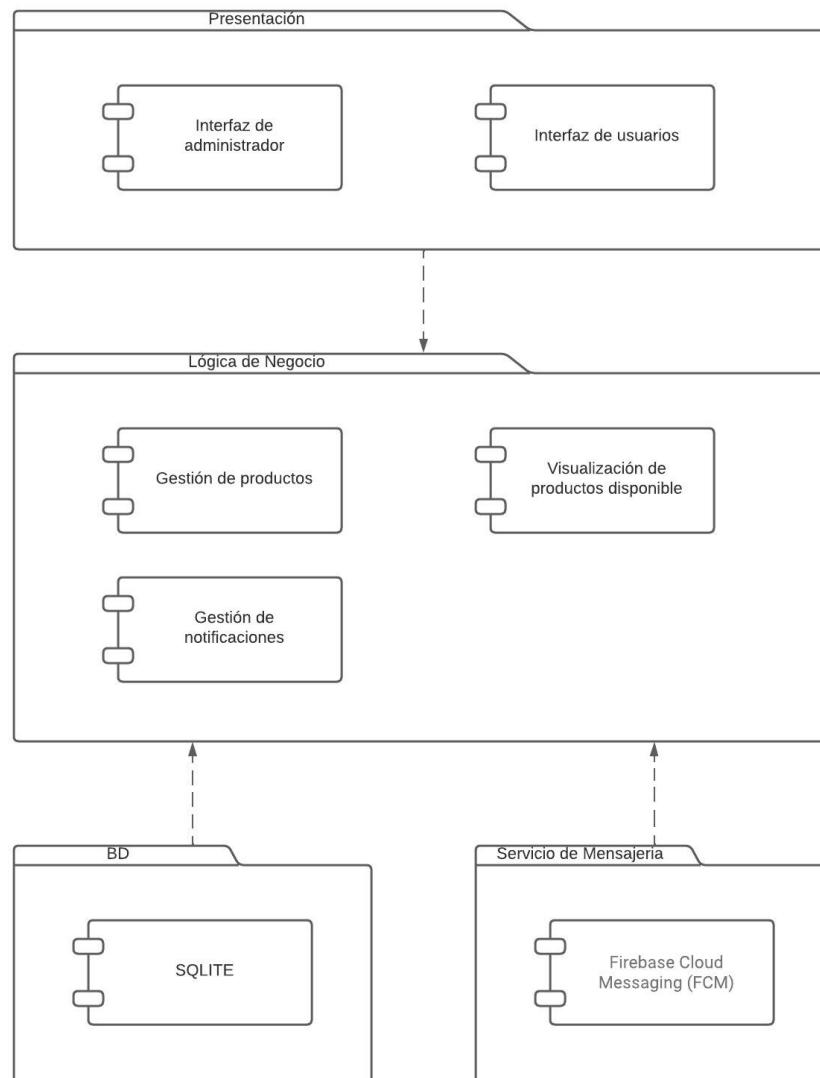 Presentación
Interfaz de
administrador
Interfaz de usuarios
Lógica de Negocio
Gestión de productos
Visualización de
productos disponible
Gestión de
notificaciones
BD
Servicio de Mensajeria
SQLITE
Firebase Cloud
Messaging (FCM)